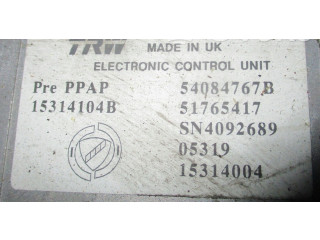 TRW MADE IN UK
ELECTRONIC CONTROL UNIT
Pre PPAP 54084767B
15314104B 51765417
SN4092689
05319
15314004